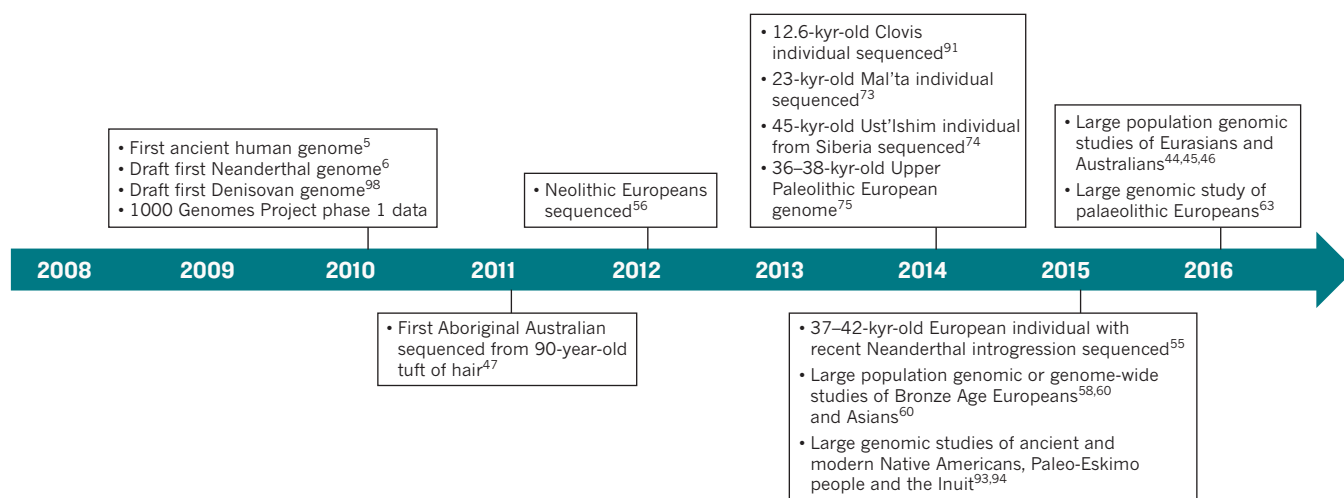 • 12.6-kyr-old Clovis
individual sequenced91
• 23-kyr-old Mal'ta individual
sequenced73
• 45-kyr-old Ust'Ishim individual
from Siberia sequenced74
• 36–38-kyr-old Upper
Paleolithic European
genome75
• First ancient human genome5
• Draft first Neanderthal genome6
• Draft first Denisovan genome98
• 1000 Genomes Project phase 1 data
• Neolithic Europeans
sequenced56
• Large population genomic
studies of Eurasians and
Australians44,45,46
• Large genomic study of
palaeolithic Europeans63
2008 2009 2010 2011 2012 2013 2014 2015 2016
• First Aboriginal Australian
sequenced from 90-year-old
tuft of hair47
• 37–42-kyr-old European individual with
recent Neanderthal introgression sequenced55
• Large population genomic or genome-wide
studies of Bronze Age Europeans58,60
and Asians60
• Large genomic studies of ancient and
modern Native Americans, Paleo-Eskimo
people and the Inuit93,94